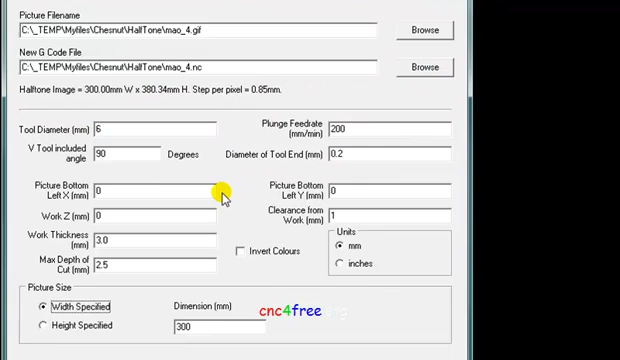 Picture Filename
C:\_TEMP\Myfiles\Chesnut\HalfTone\mao_4.gif
Browse
New G Code File
C:\_TEMP\Myfiles\Chesnut\HalfTone\mao_4.nc
Browse
Halftone Image = 300.00mm W x 380.34mm H. Step per pixel = 0.85mm.
Tool Diameter (mm) 6
Plunge Feedrate (mm/min) 200
V Tool included angle 90 Degrees
Diameter of Tool End (mm) 0.2
Picture Bottom Left X (mm) 0
Picture Bottom Left Y (mm) 0
Work Z (mm) 0
Clearance from Work (mm) 1
Work Thickness (mm) 3.0
Invert Colours
Units
mm
inches
Max Depth of Cut (mm) 2.5
Picture Size
Width Specified
Height Specified
Dimension (mm)
300
cnc4free.org